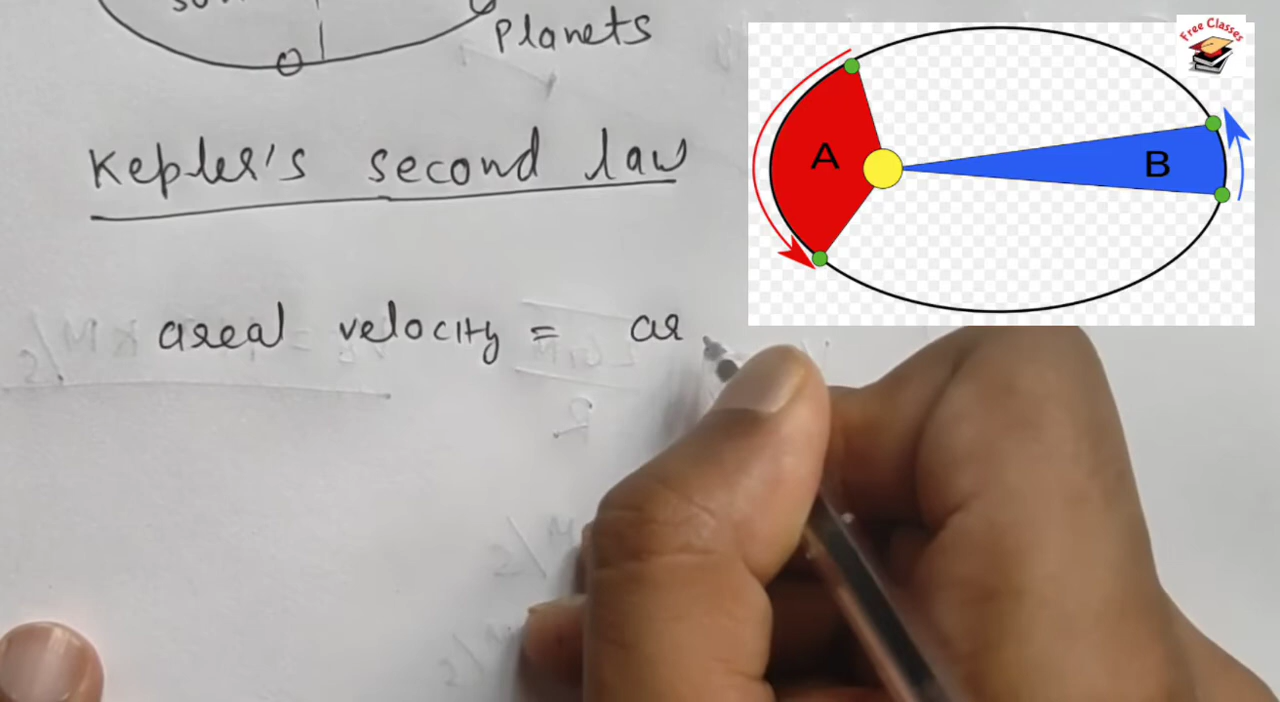 Planets
Free Classes
A
B
Kepler's second law
areal velocity = ar